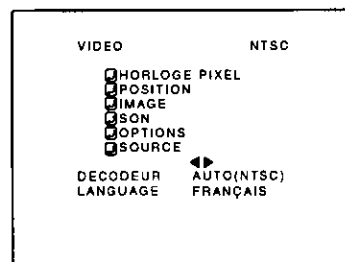 VIDEO NTSC
HORLOGE PIXEL
POSITION
IMAGE
SON
OPTIONS
SOURCE
DECODEUR AUTO(NTSC)
LANGUAGE FRANÇAIS